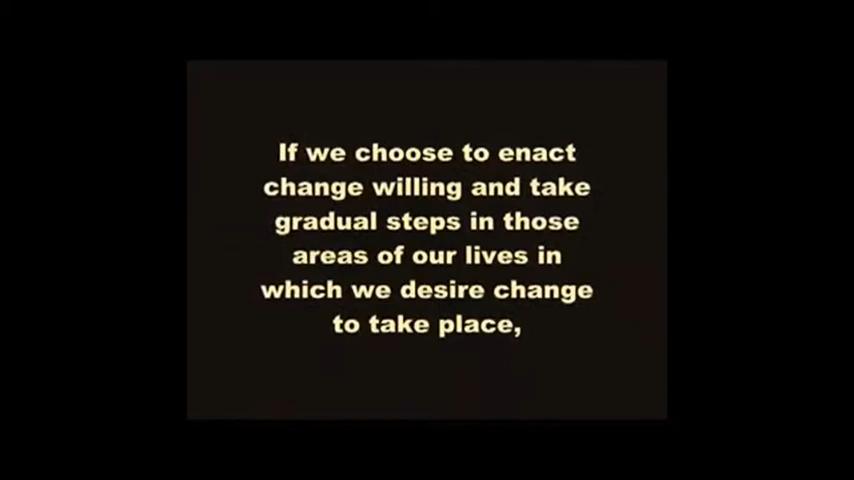 If we choose to enact
change willing and take
gradual steps in those
areas of our lives in
which we desire change
to take place,